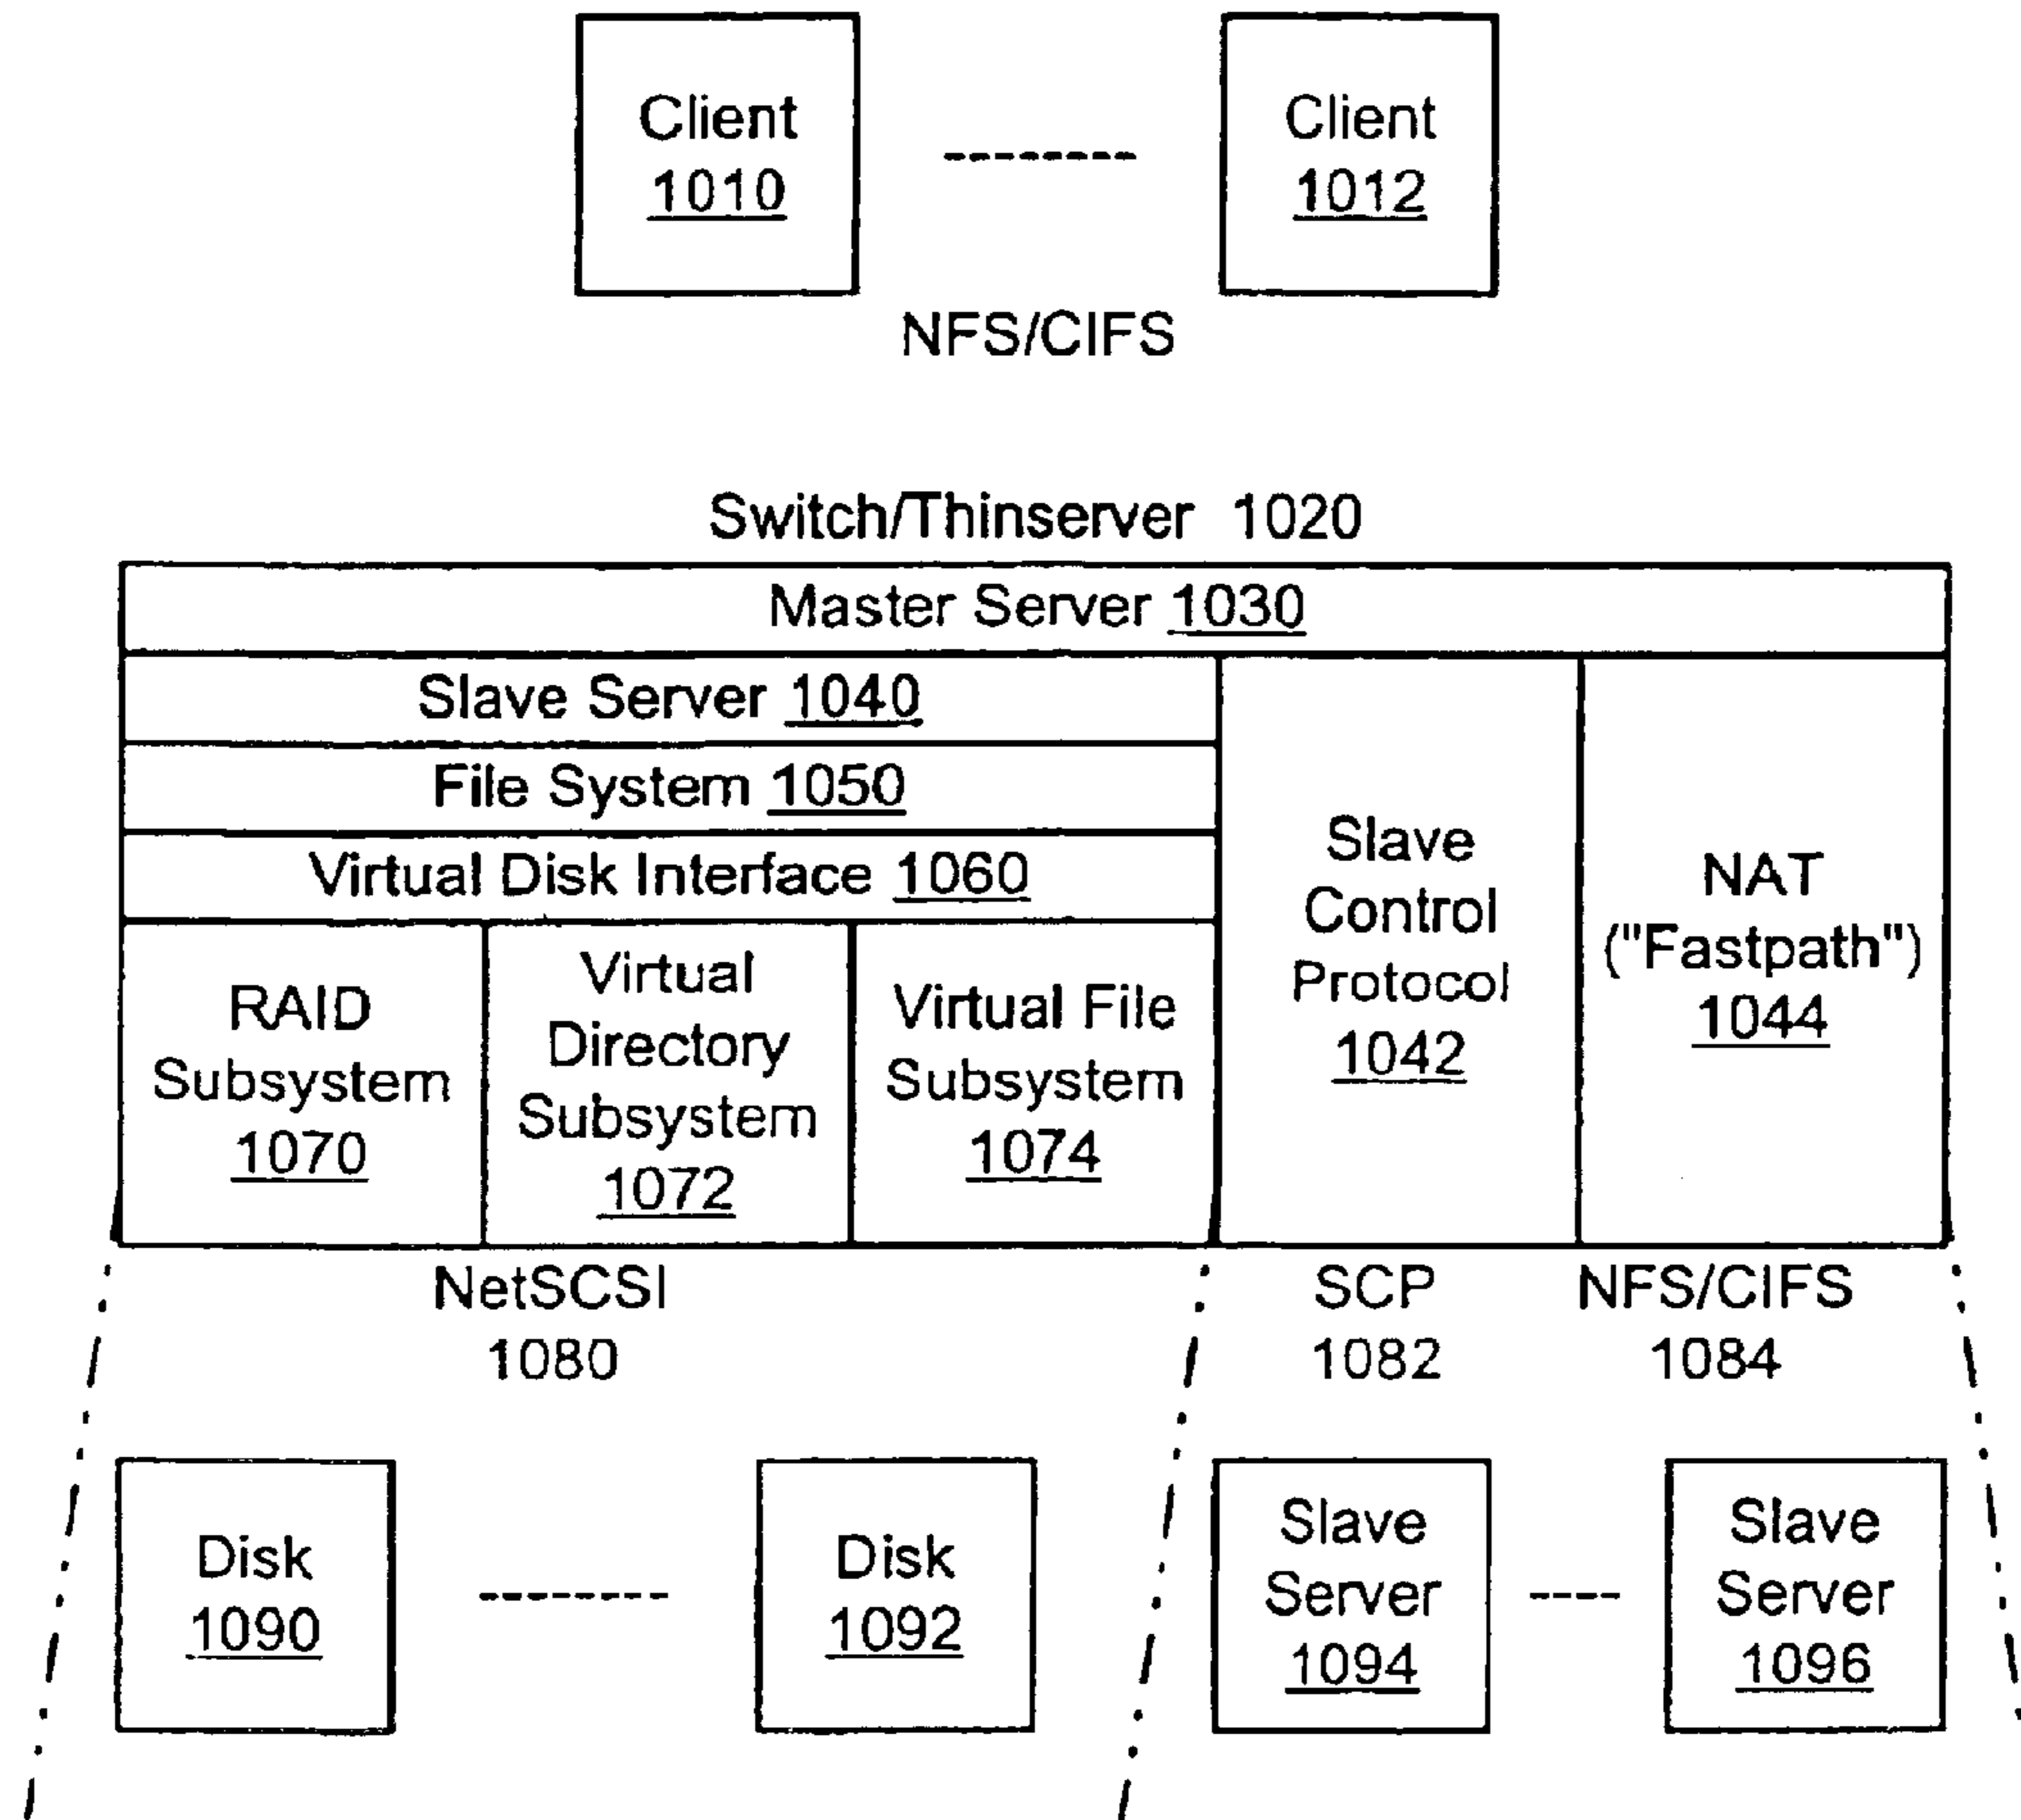 Client
1010
Client
1012
NFS/CIFS
Switch/Thinserver 1020
Master Server 1030
Slave Server 1040
File System 1050
Virtual Disk Interface 1060
RAID
Subsystem
1070
Virtual
Directory
Subsystem
1072
Virtual File
Subsystem
1074
Slave
Control
Protocol
1042
NAT
("Fastpath")
1044
NetSCSI
1080
SCP
1082
NFS/CIFS
1084
Disk
1090
Disk
1092
Slave
Server
1094
Slave
Server
1096